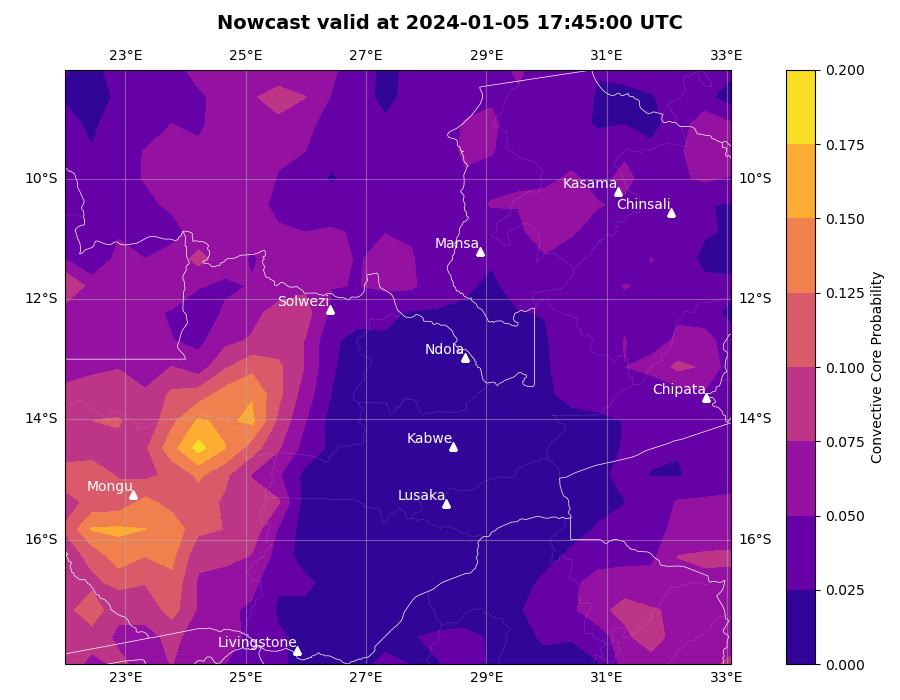 Nowcast valid at 2024-01-05 17:45:00 UTC
23°E 25°E 27°E 29°E 31°E 33°E
0.200
0.175
0.150
0.125
0.100
0.075
0.050
0.025
0.000
Convective Core Probability
10°S 10°S
12°S 12°S
14°S 14°S
16°S 16°S
Kasama
Chinsali
Mansa
Solwezi
Ndola
Chipata
Kabwe
Mongu
Lusaka
Livingstone
23°E 25°E 27°E 29°E 31°E 33°E